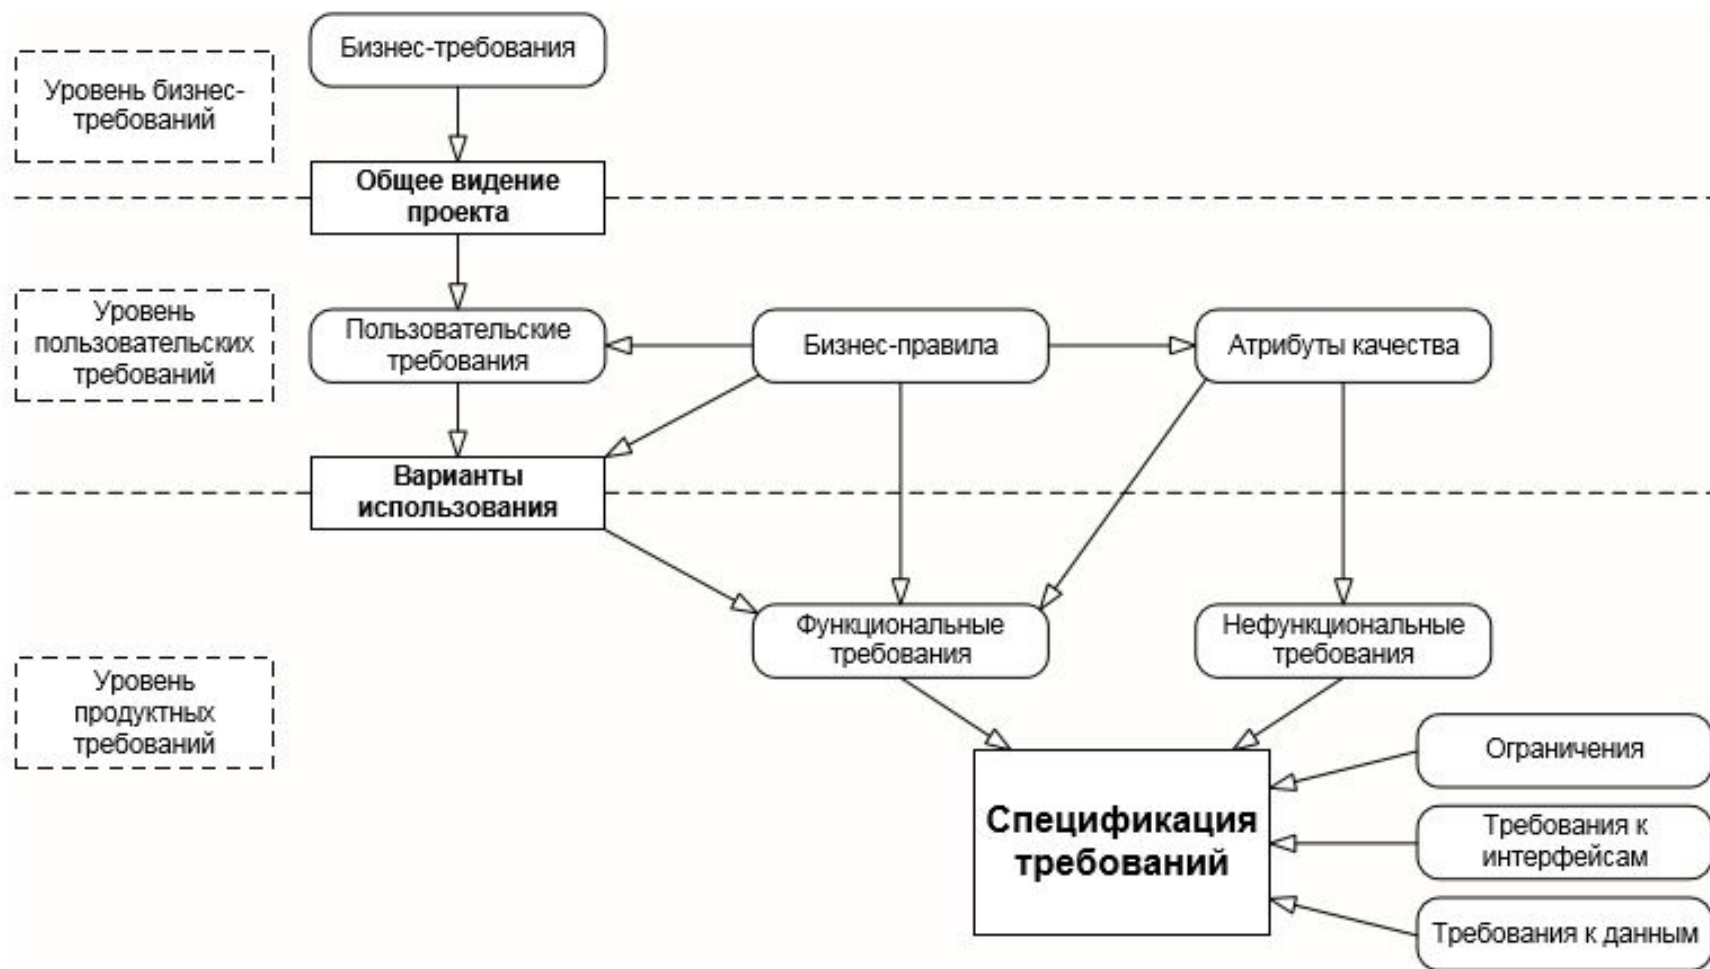 Бизнес-требования
Уровень бизнес-
требований
Общее видение
проекта
Уровень
пользовательских
требований
Пользовательские
требования
Бизнес-правила
Атрибуты качества
Варианты
использования
Функциональные
требования
Нефункциональные
требования
Уровень
продуктных
требований
Ограничения
Спецификация
требований
Требования к
интерфейсам
Требования к данным